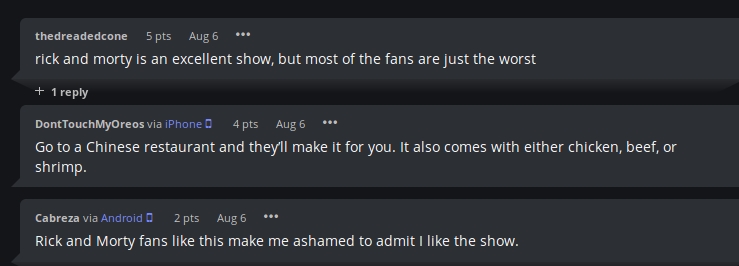 thedreadedcone 5 pts Aug 6 •••
rick and morty is an excellent show, but most of the fans are just the worst
+ 1 reply
DontTouchMyOreos via iPhone 4 pts Aug 6 •••
Go to a Chinese restaurant and they'll make it for you. It also comes with either chicken, beef, or
shrimp.
Cabreza via Android 2 pts Aug 6 •••
Rick and Morty fans like this make me ashamed to admit I like the show.